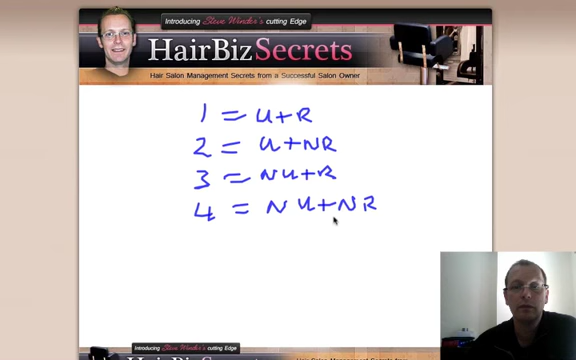 Introducing Steve Winder's cutting Edge
HairBizSecrets
Hair Salon Management Secrets from a Successful Salon Owner
1 = U+R
2 = U+NR
3 = NU+R
4 = NU+NR
Introducing Steve Winder's cutting Edge